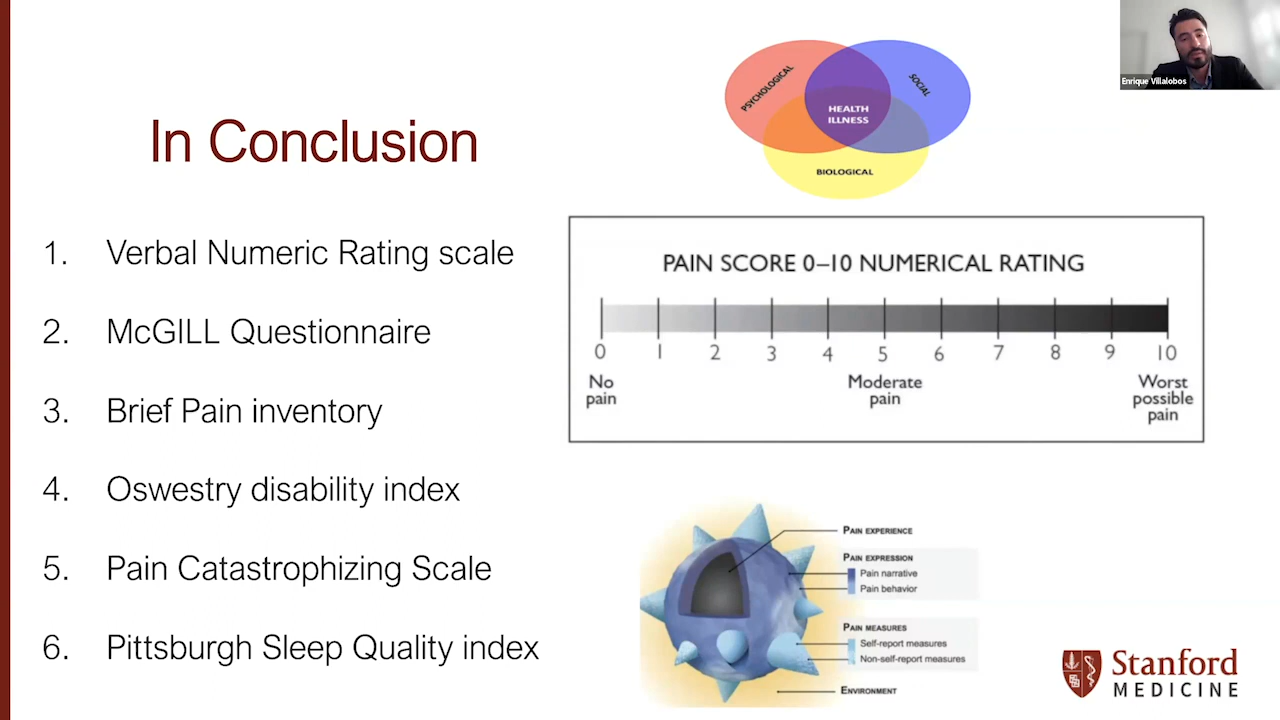 Enrique Villalobos
PSYCHOLOGICAL
SOCIAL
HEALTH
ILLNESS
BIOLOGICAL
In Conclusion
1. Verbal Numeric Rating scale
2. McGILL Questionnaire
3. Brief Pain inventory
4. Oswestry disability index
5. Pain Catastrophizing Scale
6. Pittsburgh Sleep Quality index
PAIN SCORE 0–10 NUMERICAL RATING
0 1 2 3 4 5 6 7 8 9 10
No
pain
Moderate
pain
Worst
possible
pain
PAIN EXPERIENCE
PAIN EXPRESSION
Pain narrative
Pain behavior
PAIN MEASURES
Self-report measures
Non-self-report measures
ENVIRONMENT
Stanford
MEDICINE